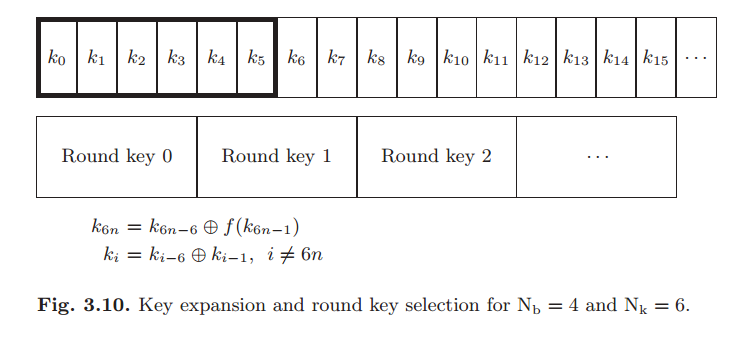 k₀ k₁ k₂ k₃ k₄ k₅ k₆ k₇ k₈ k₉ k₁₀ k₁₁ k₁₂ k₁₃ k₁₄ k₁₅ ···
Round key 0 Round key 1 Round key 2 ···
k₆ₙ = k₆ₙ₋₆ ⊕ f(k₆ₙ₋₁)
kᵢ = kᵢ₋₆ ⊕ kᵢ₋₁, i ≠ 6n
Fig. 3.10. Key expansion and round key selection for N_b = 4 and N_k = 6.